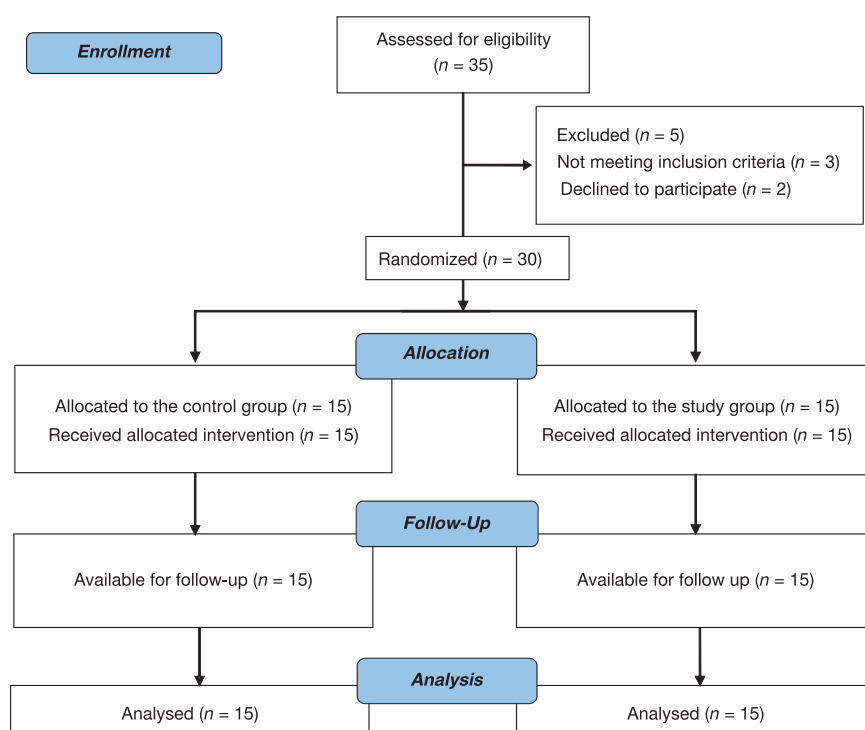 Enrollment
Assessed for eligibility
(n = 35)
Excluded (n = 5)
Not meeting inclusion criteria (n = 3)
Declined to participate (n = 2)
Randomized (n = 30)
Allocation
Allocated to the control group (n = 15)
Received allocated intervention (n = 15)
Allocated to the study group (n = 15)
Received allocated intervention (n = 15)
Follow-Up
Available for follow-up (n = 15)
Available for follow up (n = 15)
Analysis
Analysed (n = 15)
Analysed (n = 15)